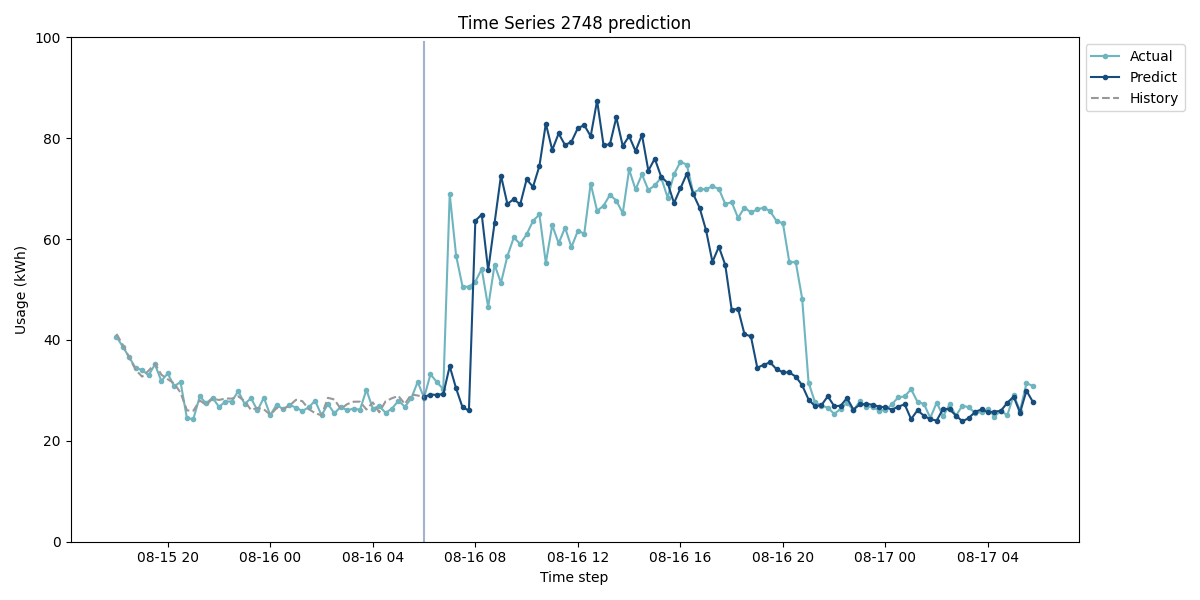 Time Series 2748 prediction
Usage (kWh)
100
80
60
40
20
0
08-15 20
08-16 00
08-16 04
08-16 08
08-16 12
08-16 16
08-16 20
08-17 00
08-17 04
Time step
Actual
Predict
History